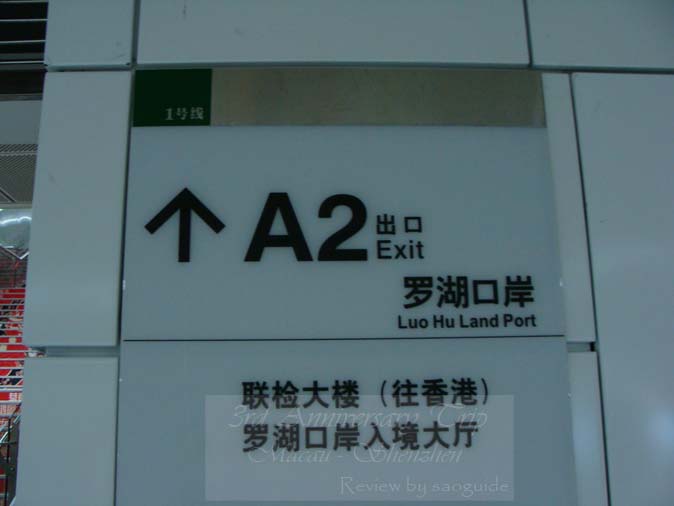 1号线
A2 出口
Exit
罗湖口岸
Luo Hu Land Port
联检大楼（往香港）
罗湖口岸入境大厅
3rd Anniversary Trip
Macau - Shenzhen
Review by saoguide